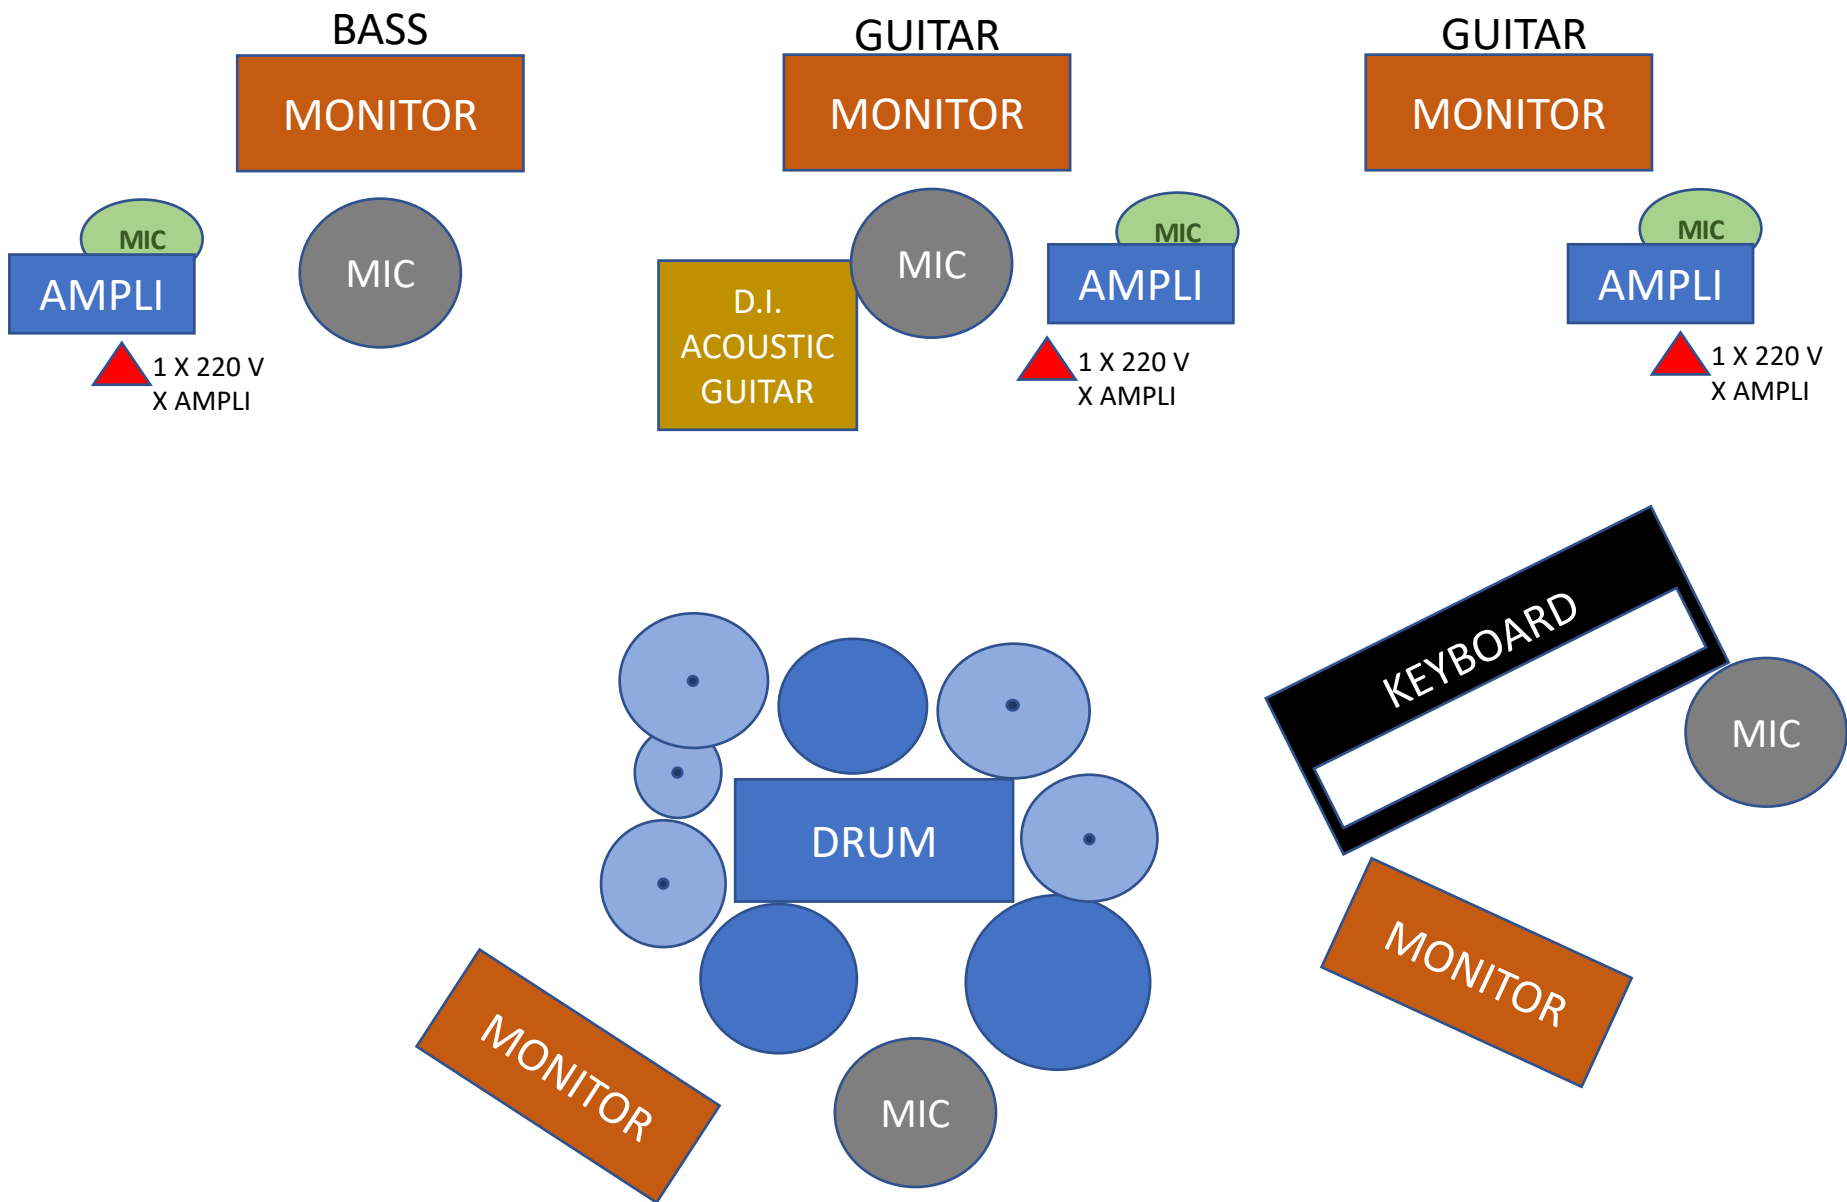 BASS
GUITAR
GUITAR
MONITOR
MONITOR
MONITOR
MIC
AMPLI
MIC
1 X 220 V
X AMPLI
D.I.
ACOUSTIC
GUITAR
MIC
MIC
AMPLI
1 X 220 V
X AMPLI
MIC
AMPLI
1 X 220 V
X AMPLI
KEYBOARD
MIC
DRUM
MONITOR
MONITOR
MIC